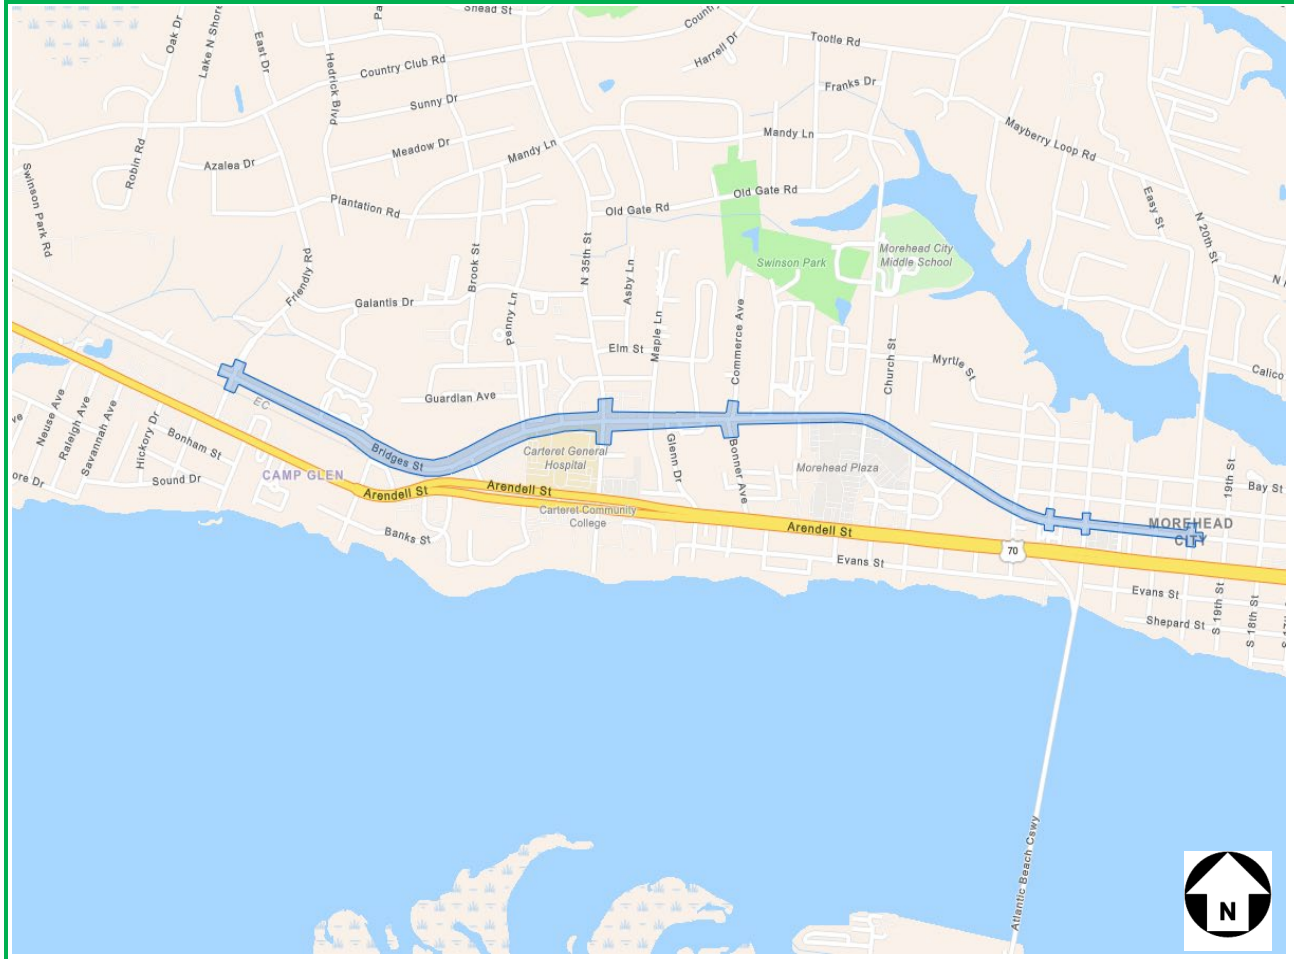 Snead St
Oak Dr
Lake N Shore
East Dr
Hedrick Blvd
Pa
Country Club Rd
Sunny Dr
Meadow Dr
Mandy Ln
Harrell Dr
Count
Tootle Rd
Franks Dr
Mandy Ln
Mayberry Loop Rd
Easy St
N 20th St
Robin Rd
Azalea Dr
Swinson Park Rd
Plantation Rd
Old Gate Rd
Old Gate Rd
Morehead City
Middle School
Swinson Park
Friendly Rd
Galantis Dr
Brook St
Penny Ln
N 35th St
Asby Ln
Maple Ln
Elm St
Commerce Ave
Church St
Myrtle St
Calico
Guardian Ave
EC
Neuse Ave
Raleigh Ave
Savannah Ave
Hickory Dr
Bonham St
Sound Dr
ore Dr
ve
CAMP GLEN
Bridges St
Arendell St
Arendell St
Carteret General
Hospital
Carteret Community
College
Glenn Dr
Bonner Ave
Morehead Plaza
Arendell St
70
Banks St
Evans St
19th St
Bay St
MOREHEAD
CITY
Evans St
Shepard St
S 19th St
S 18th St
Atlantic Beach Cswy
N